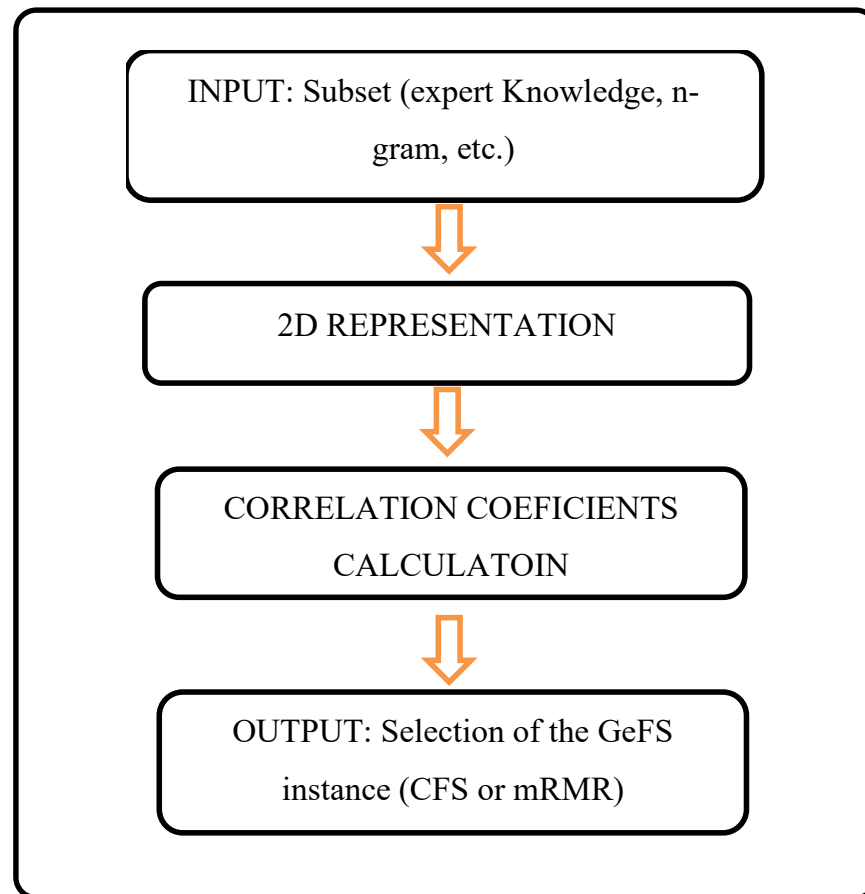 INPUT: Subset (expert Knowledge, n-
gram, etc.)
2D REPRESENTATION
CORRELATION COEFICIENTS
CALCULATOIN
OUTPUT: Selection of the GeFS
instance (CFS or mRMR)